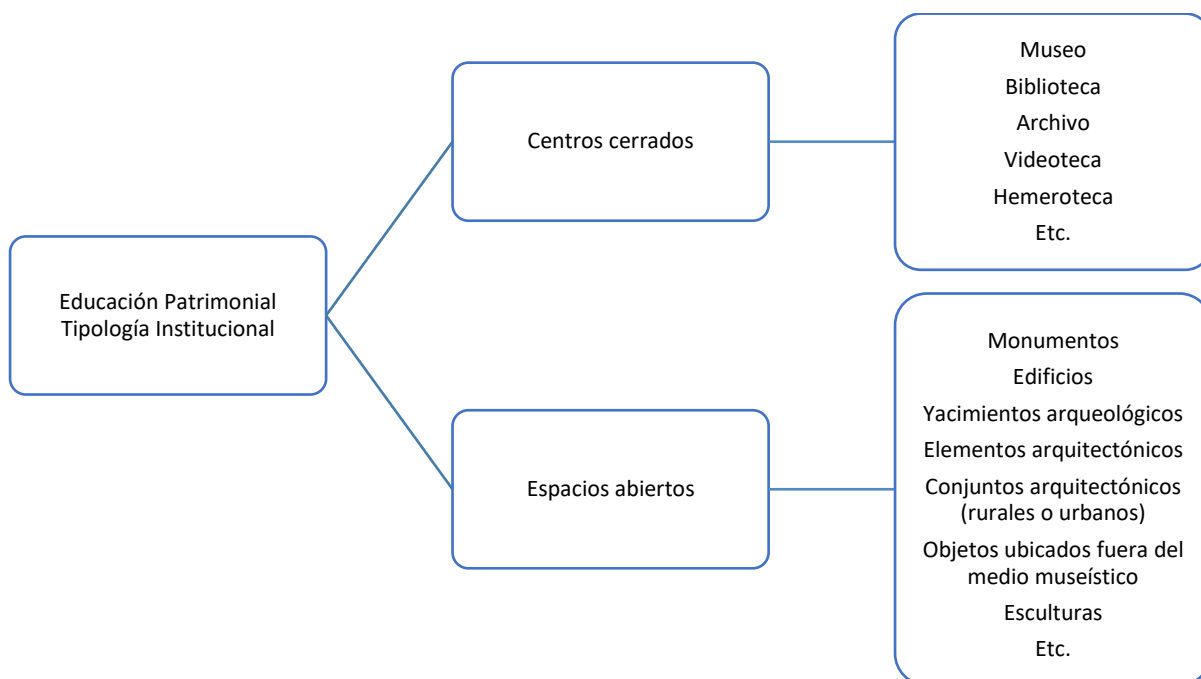 Educación Patrimonial
Tipología Institucional
Centros cerrados
Museo
Biblioteca
Archivo
Videoteca
Hemeroteca
Etc.
Espacios abiertos
Monumentos
Edificios
Yacimientos arqueológicos
Elementos arquitectónicos
Conjuntos arquitectónicos
(rurales o urbanos)
Objetos ubicados fuera del
medio museístico
Esculturas
Etc.